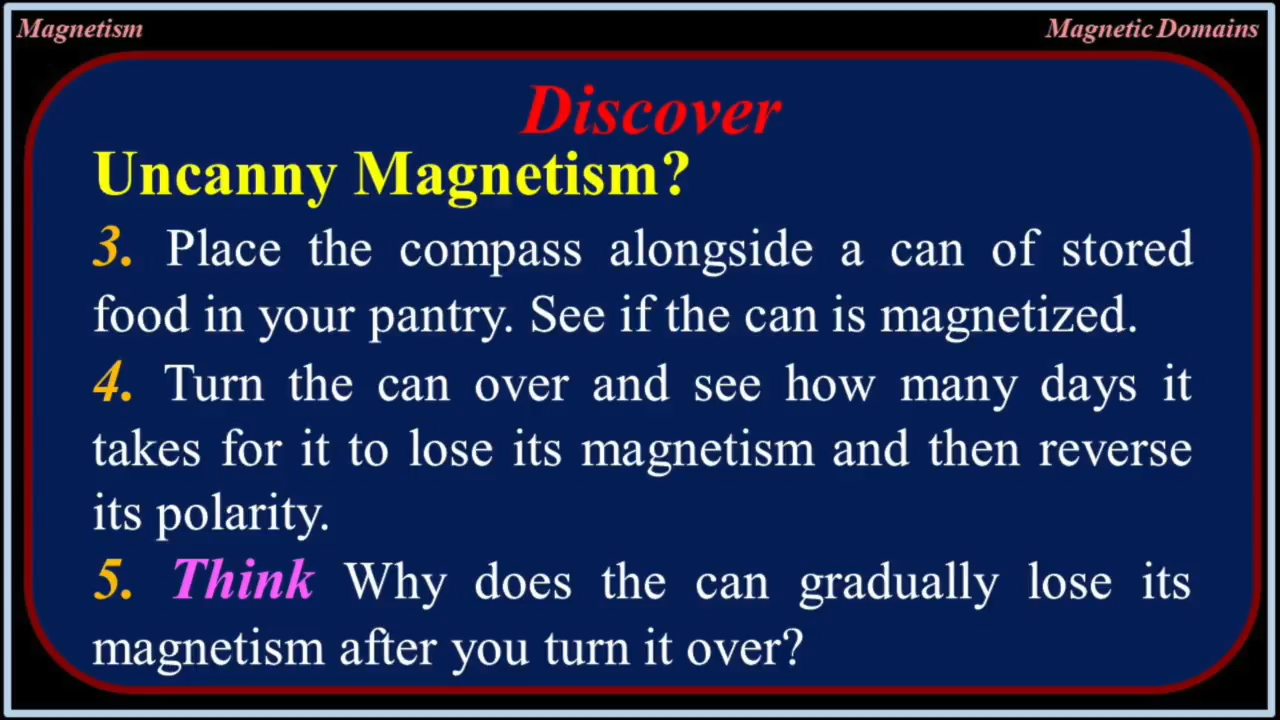 Magnetism
Magnetic Domains
Discover
Uncanny Magnetism?
3. Place the compass alongside a can of stored
food in your pantry. See if the can is magnetized.
4. Turn the can over and see how many days it
takes for it to lose its magnetism and then reverse
its polarity.
5. Think Why does the can gradually lose its
magnetism after you turn it over?